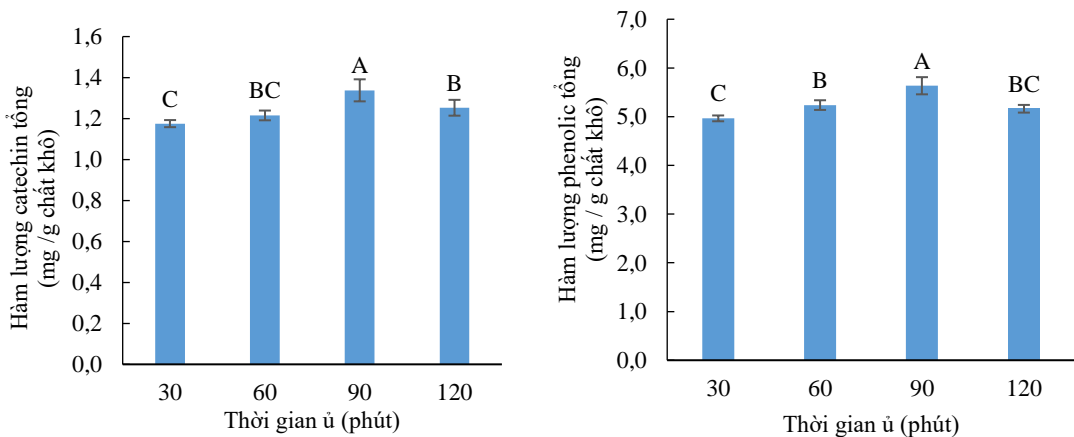 Hàm lượng catechin tổng
(mg /g chất khô)
1,6
1,4
1,2
1,0
0,8
0,6
0,4
0,2
0,0
C
BC
A
B
30 60 90 120
Thời gian ủ (phút)
Hàm lượng phenolic tổng
(mg / g chất khô)
7,0
6,0
5,0
4,0
3,0
2,0
1,0
0,0
C
B
A
BC
30 60 90 120
Thời gian ủ (phút)